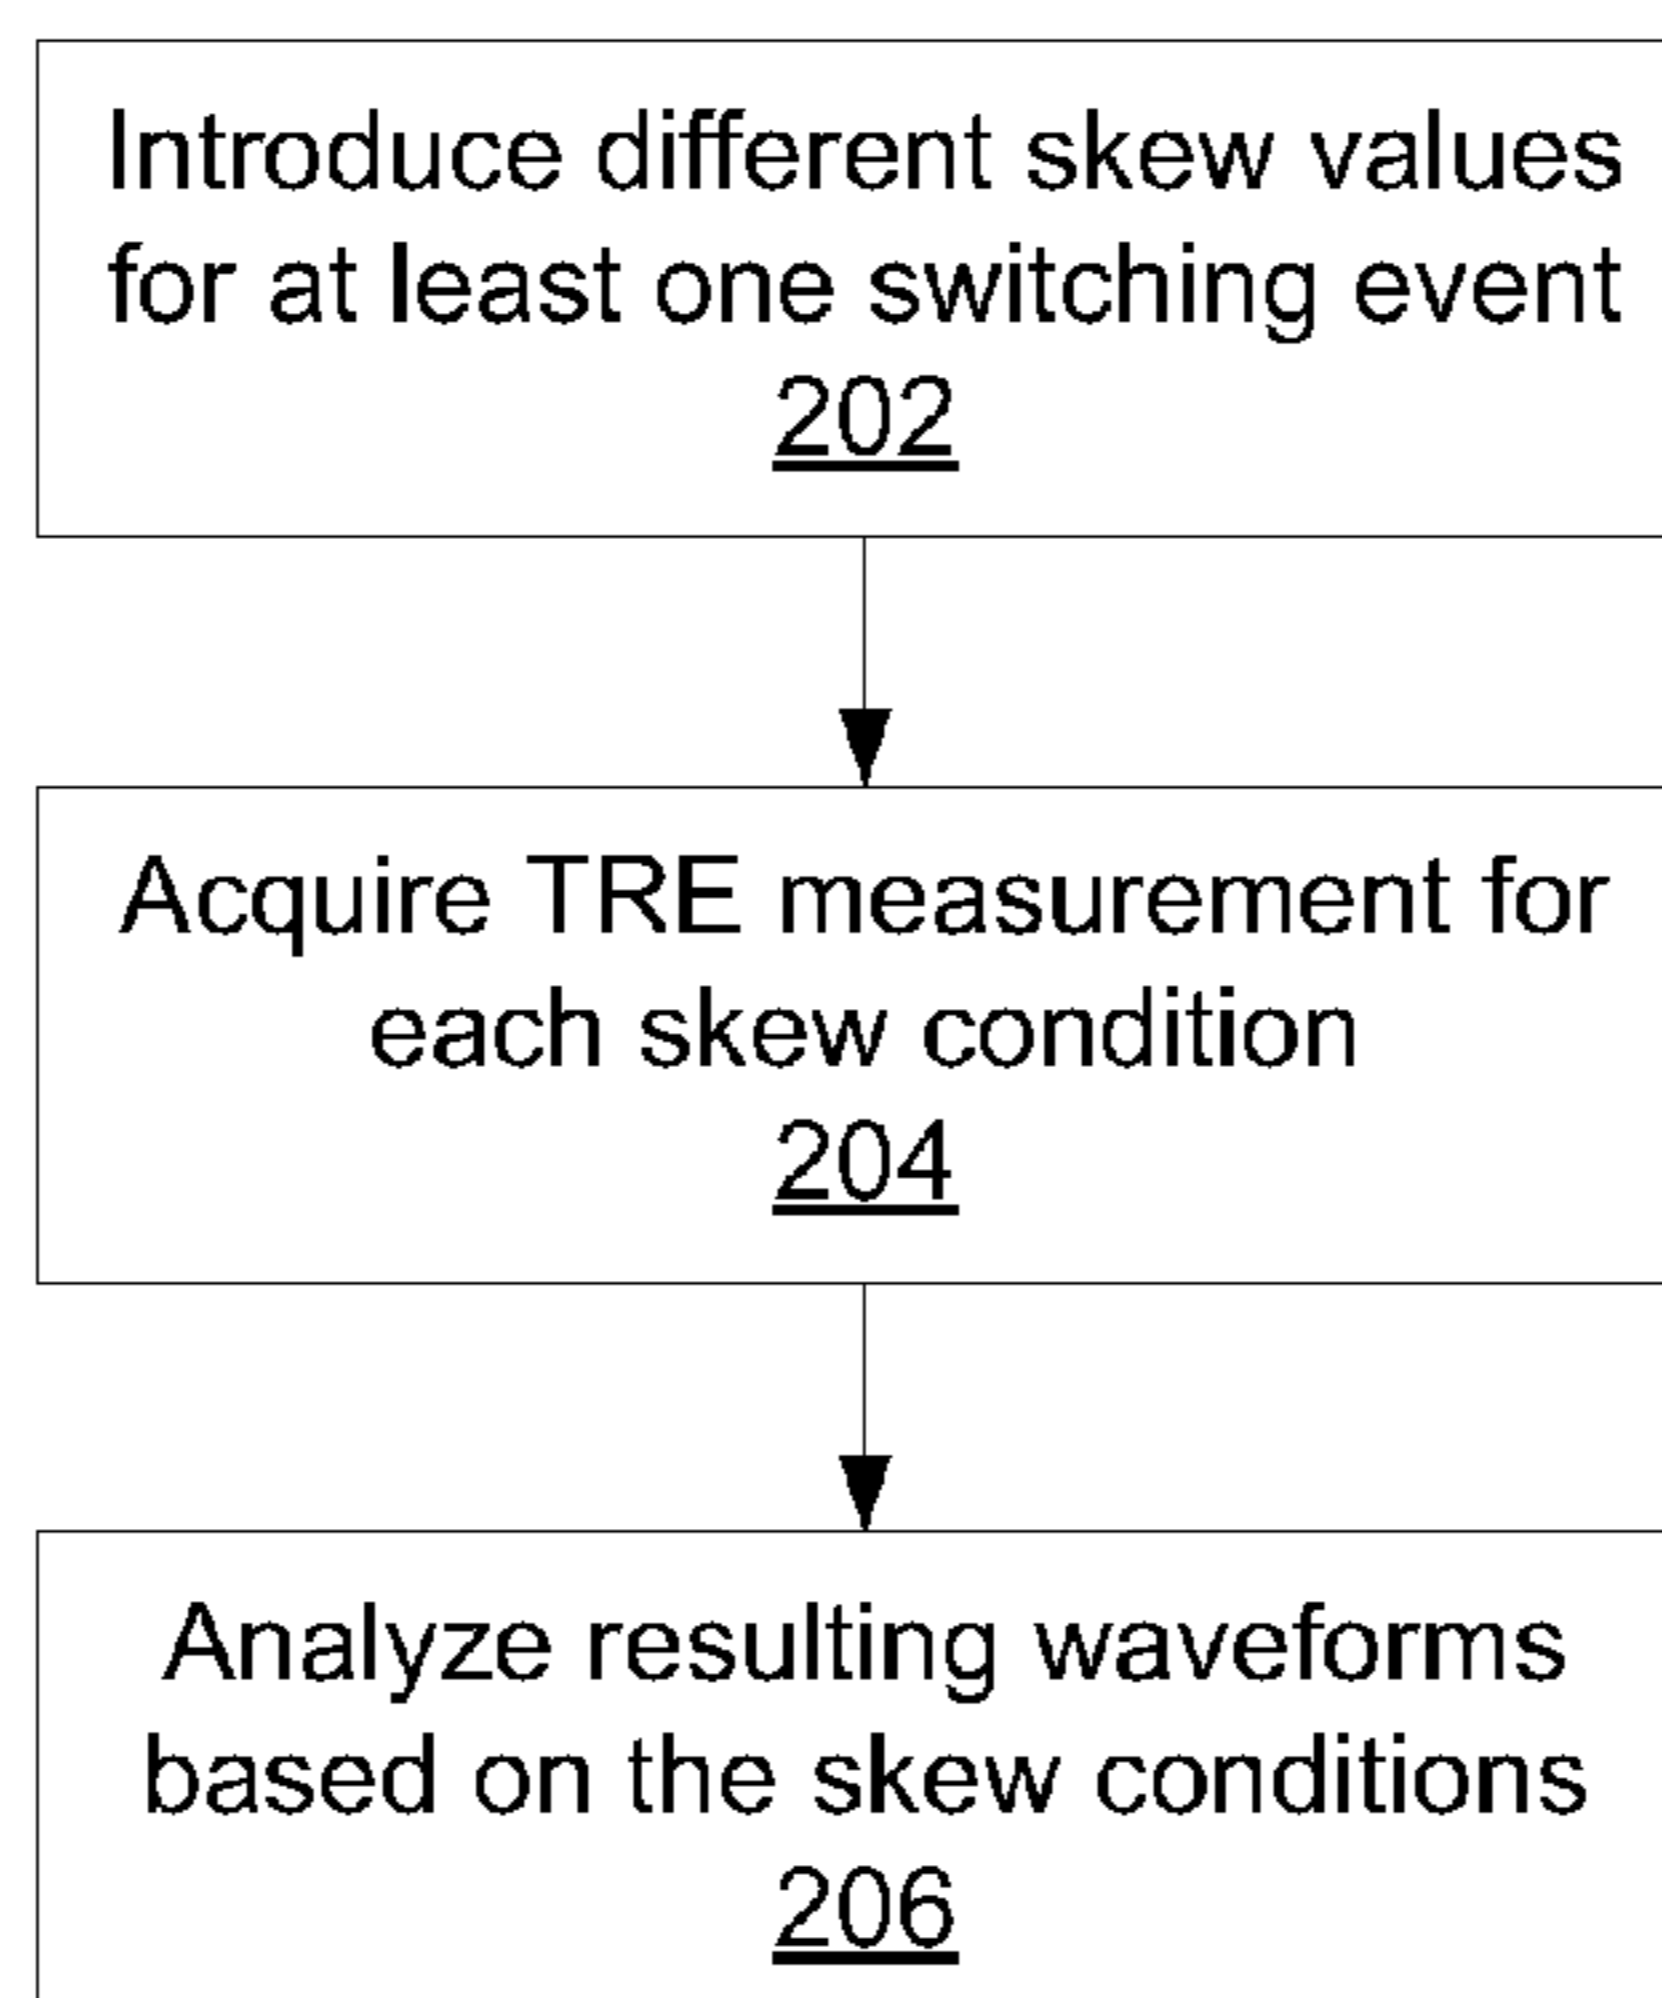 Introduce different skew values
for at least one switching event
202
Acquire TRE measurement for
each skew condition
204
Analyze resulting waveforms
based on the skew conditions
206